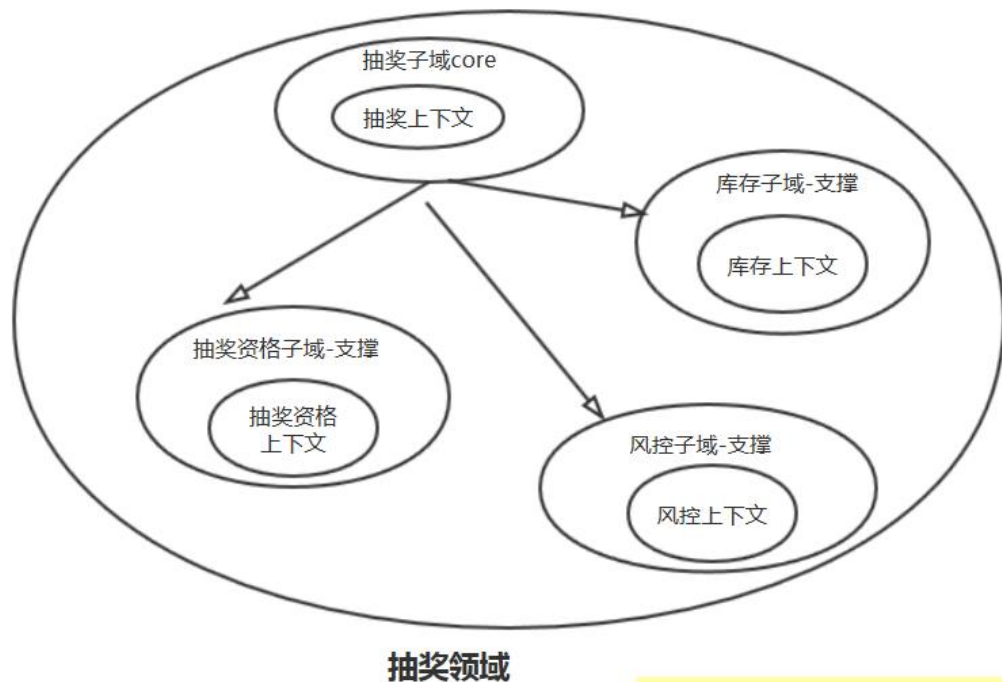 抽奖子域core
抽奖上下文
库存子域-支撑
库存上下文
抽奖资格子域-支撑
抽奖资格
上下文
风控子域-支撑
风控上下文
抽奖领域